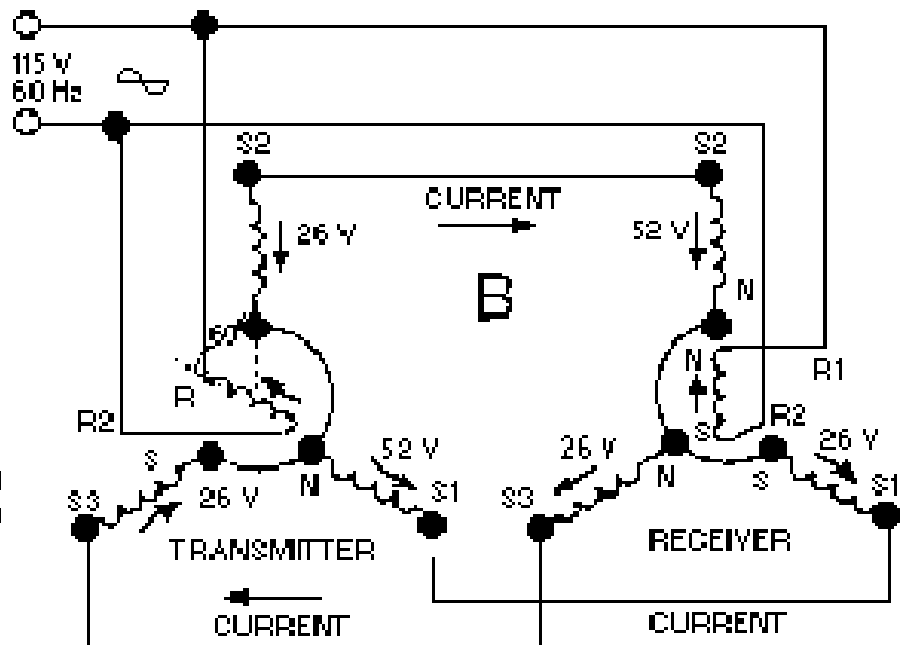 115 V
60 Hz
S2
S2
CURRENT
26 V
52 V
B
N
60°
N
R
R1
R2
S
R2
S
52 V
26 V
26 V
S3
26 V
N
S1
S3
N
S
S1
TRANSMITTER
RECEIVER
CURRENT
CURRENT